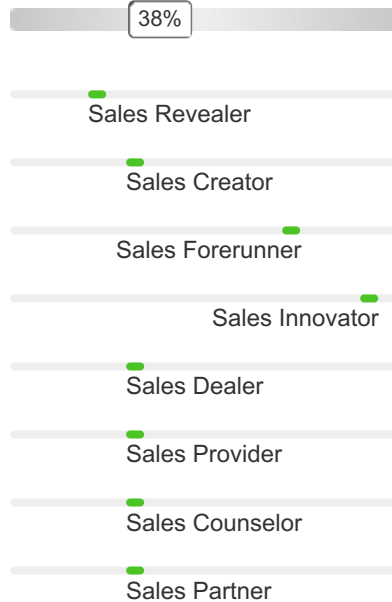 38%
Sales Revealer
Sales Creator
Sales Forerunner
Sales Innovator
Sales Dealer
Sales Provider
Sales Counselor
Sales Partner